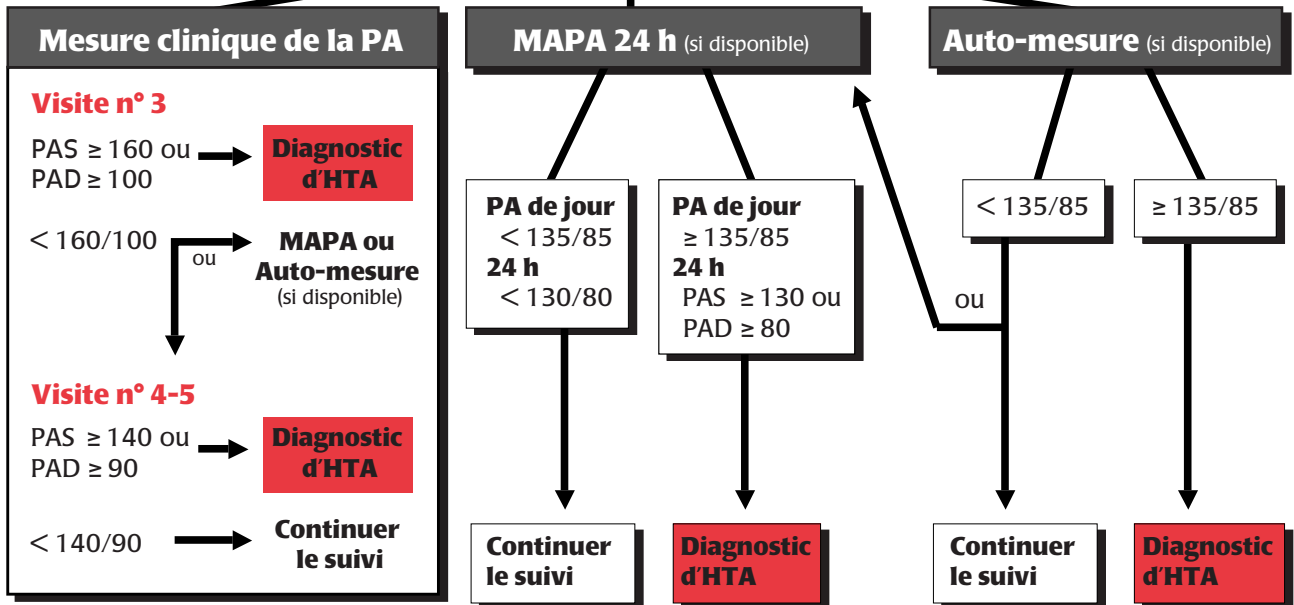 Mesure clinique de la PA
Visite n° 3
PAS ≥ 160 ou
PAD ≥ 100
Diagnostic
d'HTA
< 160/100
ou
MAPA ou
Auto-mesure
(si disponible)
Visite n° 4-5
PAS ≥ 140 ou
PAD ≥ 90
Diagnostic
d'HTA
< 140/90
Continuer
le suivi
MAPA 24 h (si disponible)
PA de jour
< 135/85
24 h
< 130/80
PA de jour
≥ 135/85
24 h
PAS ≥ 130 ou
PAD ≥ 80
Continuer
le suivi
Diagnostic
d'HTA
Auto-mesure (si disponible)
< 135/85
≥ 135/85
ou
Continuer
le suivi
Diagnostic
d'HTA